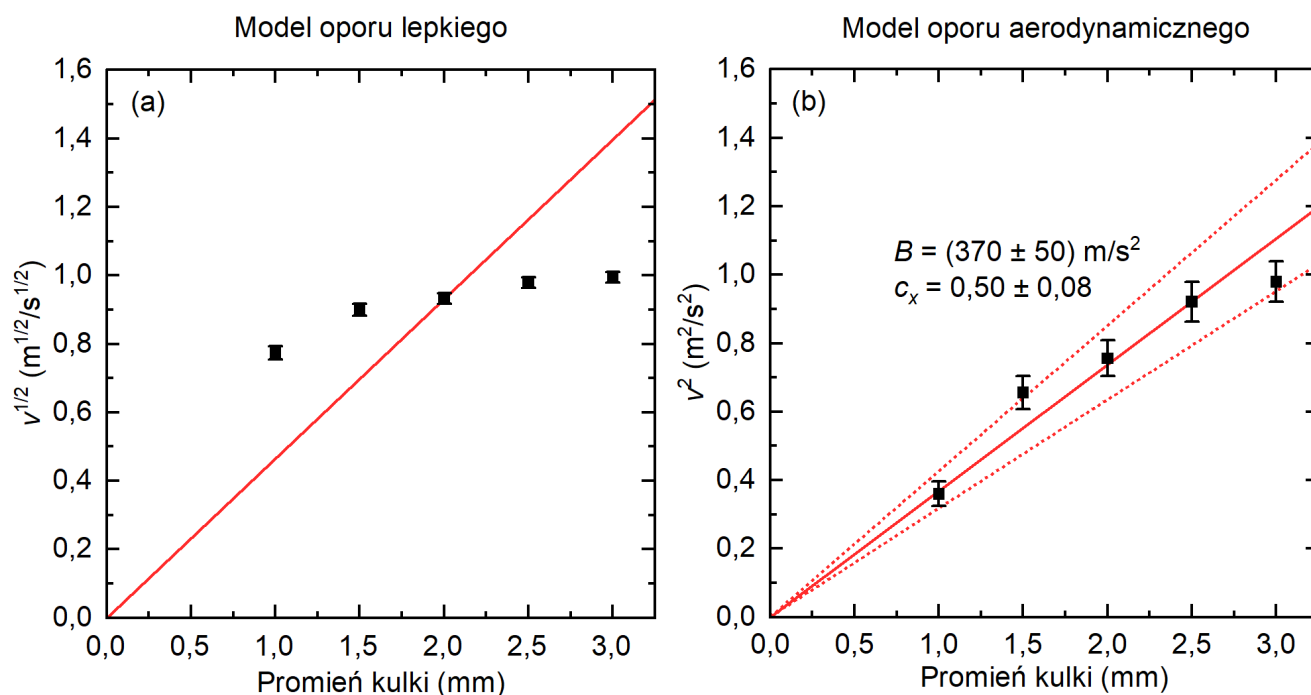 Model oporu lepkiego
(a)
1,6
1,4
1,2
1,0
0,8
0,6
0,4
0,2
0,0
v^{1/2} (m^{1/2}/s^{1/2})
0,0 0,5 1,0 1,5 2,0 2,5 3,0
Promień kulki (mm)
Model oporu aerodynamicznego
(b)
1,6
1,4
1,2
1,0
0,8
0,6
0,4
0,2
0,0
v² (m²/s²)
B = (370 ± 50) m/s²
cₓ = 0,50 ± 0,08
0,0 0,5 1,0 1,5 2,0 2,5 3,0
Promień kulki (mm)